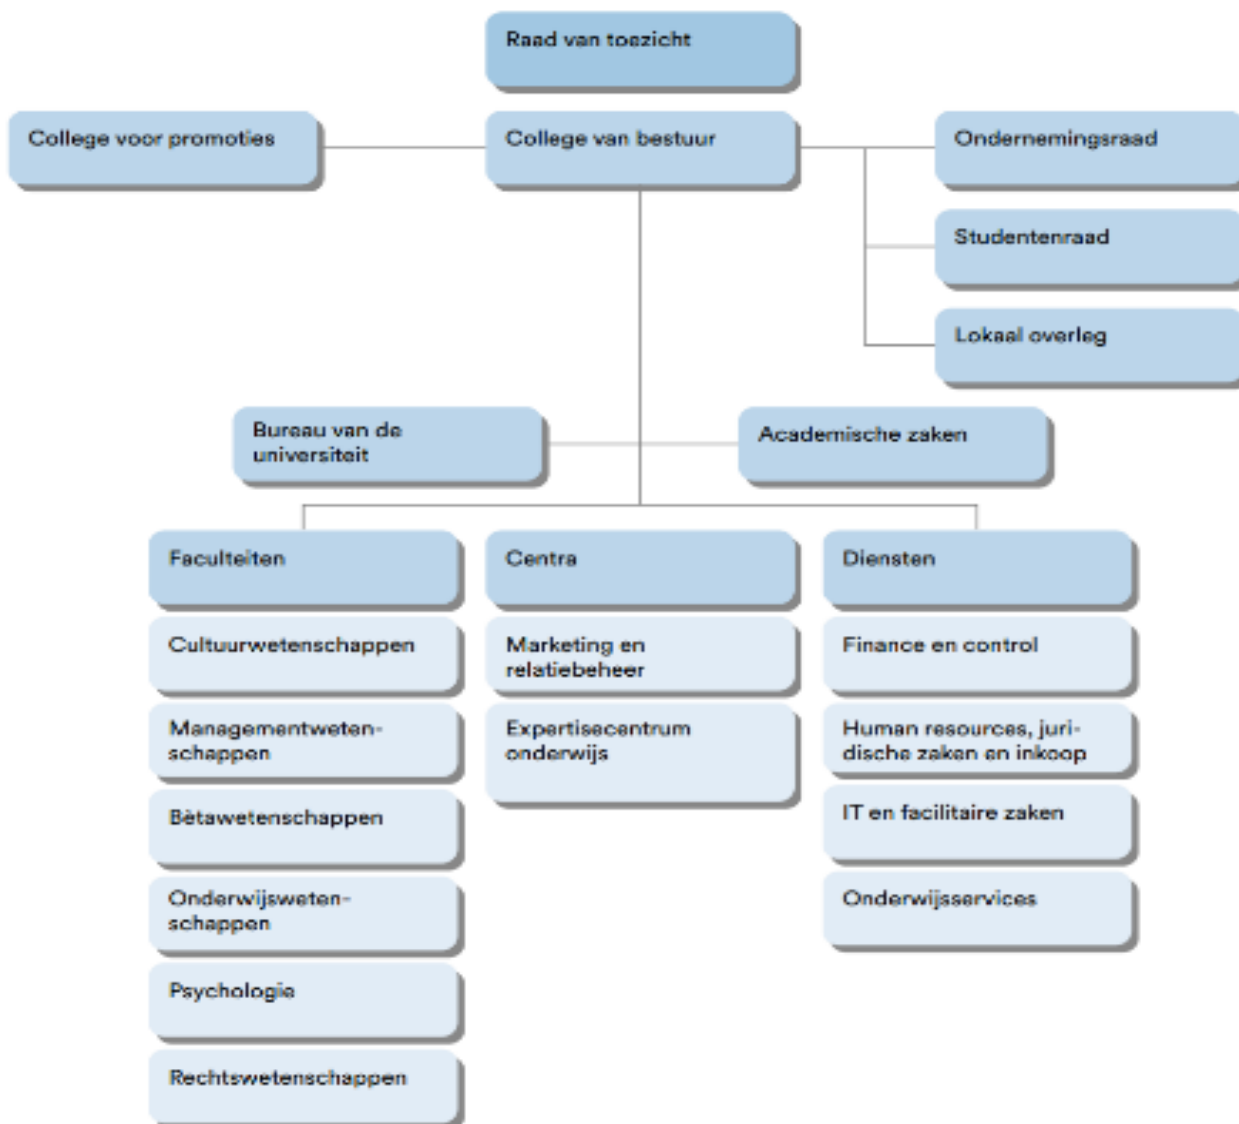 Raad van toezicht
College voor promoties
College van bestuur
Ondernemingsraad
Studentenraad
Lokaal overleg
Bureau van de
universiteit
Academische zaken
Faculteiten
Cultuurwetenschappen
Managementweten-
schappen
Bètawetenschappen
Onderwijsweten-
schappen
Psychologie
Rechtswetenschappen
Centra
Marketing en
relatiebeheer
Expertisecentrum
onderwijs
Diensten
Finance en control
Human resources, juri-
dische zaken en inkoop
IT en facilitaire zaken
Onderwijsservices